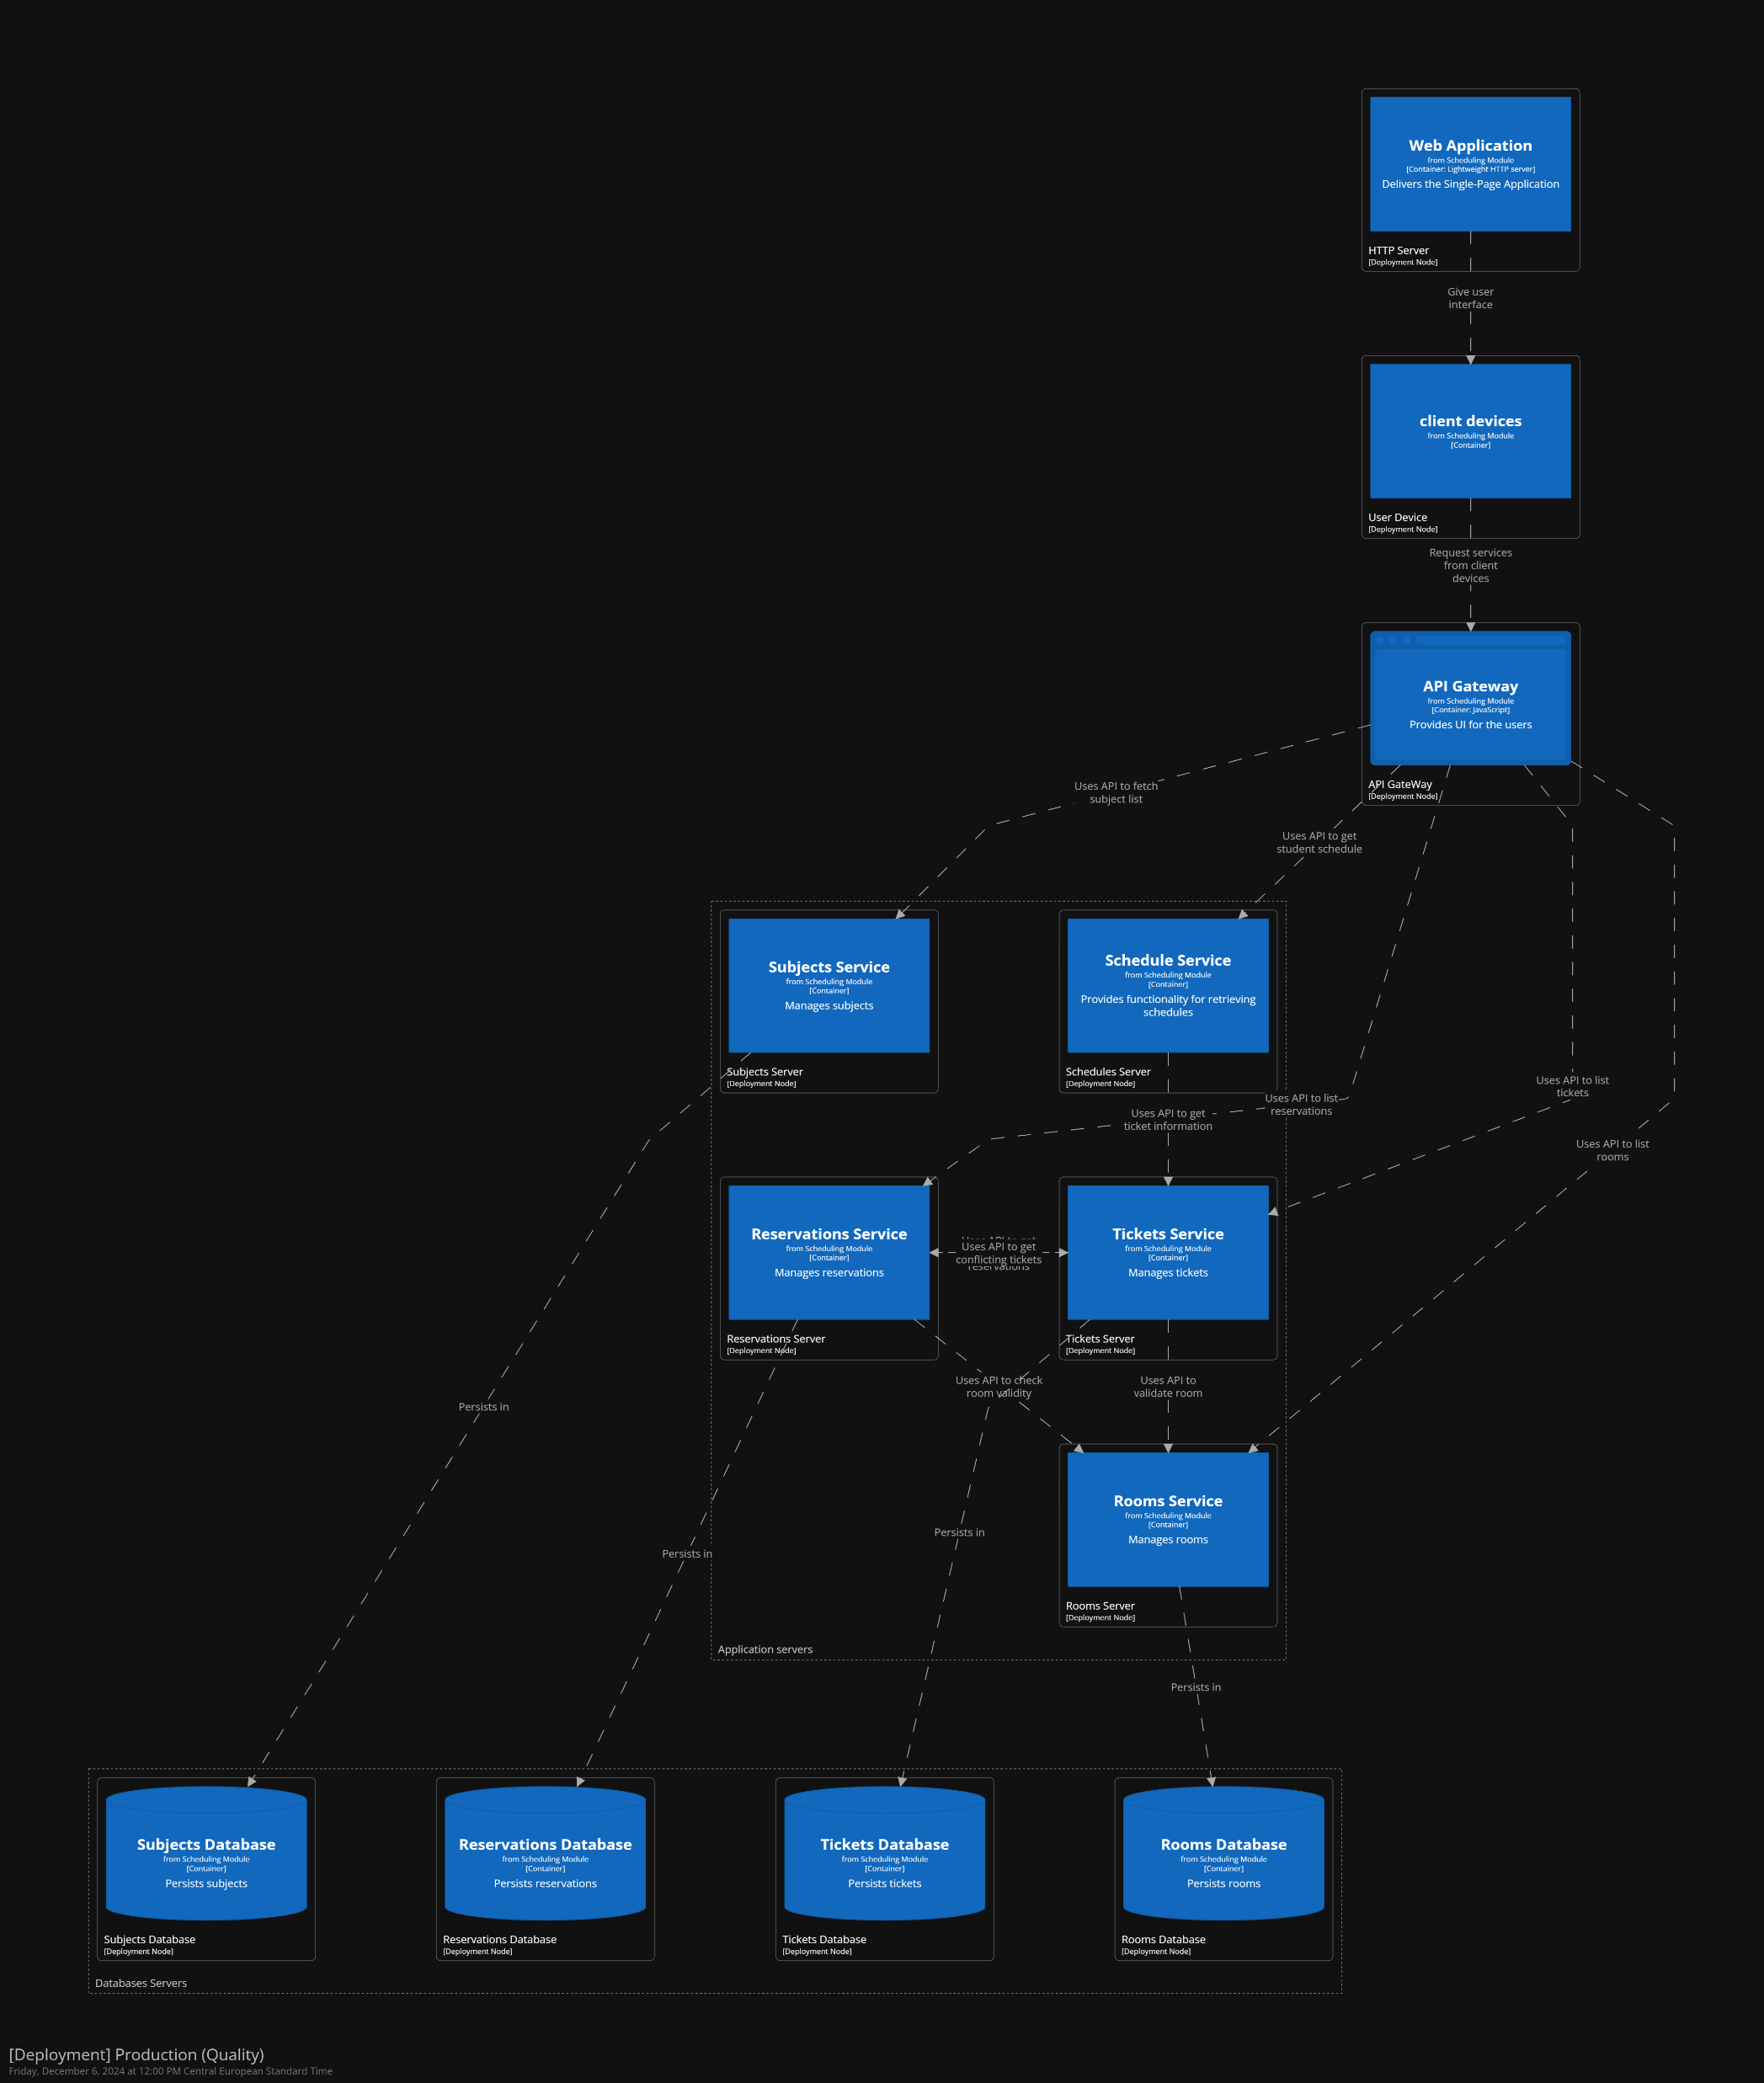 Web Application
from Scheduling Module
[Container: Lightweight HTTP server]
Delivers the Single-Page Application
HTTP Server
[Deployment Node]
Give user
interface
client devices
from Scheduling Module
[Container]
User Device
[Deployment Node]
Request services
from client
devices
API Gateway
from Scheduling Module
[Container: JavaScript]
Provides UI for the users
API GateWay
[Deployment Node]
Uses API to fetch
subject list
Uses API to get
student schedule
Subjects Service
from Scheduling Module
[Container]
Manages subjects
Subjects Server
[Deployment Node]
Schedule Service
from Scheduling Module
[Container]
Provides functionality for retrieving
schedules
Schedules Server
[Deployment Node]
Uses API to list
reservations
Uses API to get
ticket information
Uses API to list
tickets
Uses API to list
rooms
Reservations Service
from Scheduling Module
[Container]
Manages reservations
Reservations Server
[Deployment Node]
Uses API to get
conflicting tickets
reservations
Tickets Service
from Scheduling Module
[Container]
Manages tickets
Tickets Server
[Deployment Node]
Uses API to check
room validity
Uses API to
validate room
Persists in
Rooms Service
from Scheduling Module
[Container]
Manages rooms
Rooms Server
[Deployment Node]
Persists in
Persists in
Application servers
Persists in
Subjects Database
from Scheduling Module
[Container]
Persists subjects
Subjects Database
[Deployment Node]
Reservations Database
from Scheduling Module
[Container]
Persists reservations
Reservations Database
[Deployment Node]
Tickets Database
from Scheduling Module
[Container]
Persists tickets
Tickets Database
[Deployment Node]
Rooms Database
from Scheduling Module
[Container]
Persists rooms
Rooms Database
[Deployment Node]
Databases Servers
[Deployment] Production (Quality)
Friday, December 6, 2024 at 12:00 PM Central European Standard Time